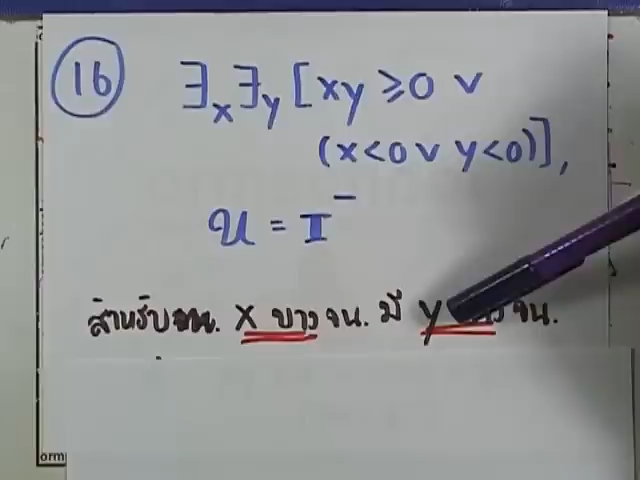 16
∃x∃y [xy ≥ 0 ∨
(x < 0 ∨ y < 0)],
U = I⁻
สำหรับ จน. x บาง จน. มี y จน.
orm